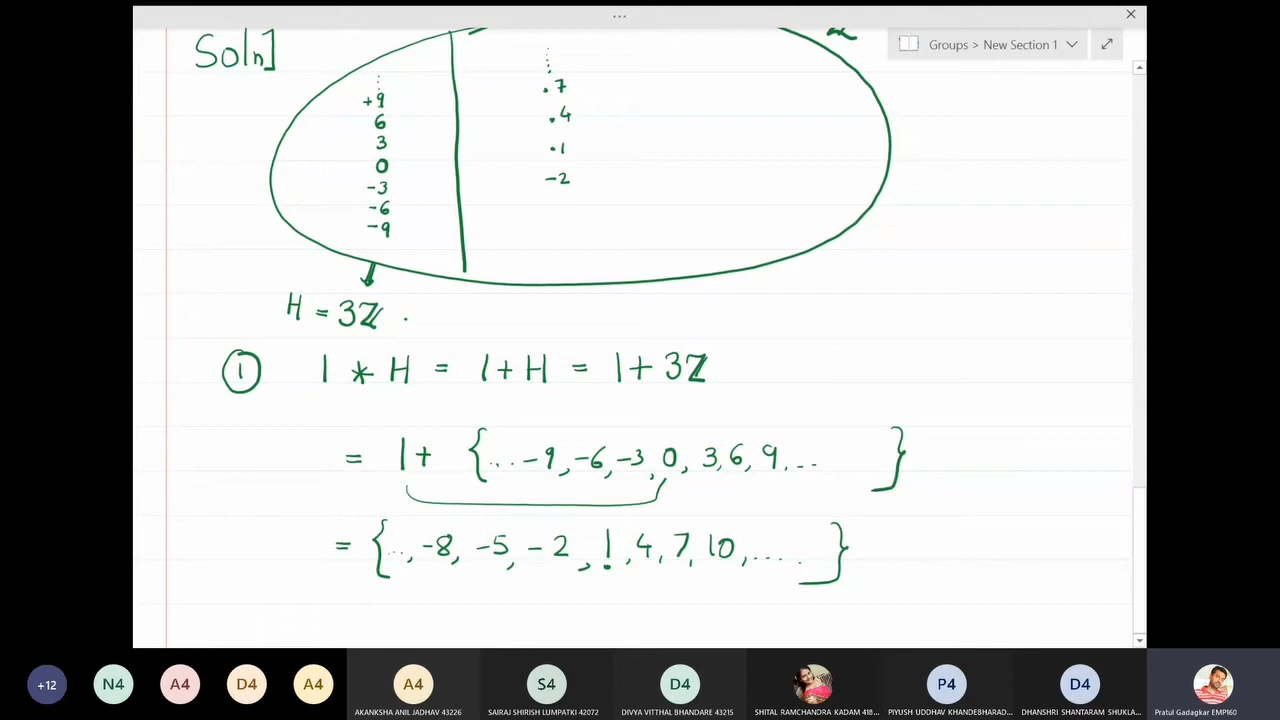 ...
Groups > New Section 1
Soln]
+9
6
3
0
-3
-6
-9
. 7
. 4
. 1
-2
H = 3ℤ .
① 1 * H = 1 + H = 1 + 3ℤ
= 1 + {... -9, -6, -3, 0, 3, 6, 9, ... }
= {.., -8, -5, -2, 1, 4, 7, 10, .... }
+12
N4
A4
D4
A4
A4
S4
D4
P4
D4
AKANKSHA ANIL JADHAV 43226
SAIRAJ SHIRISH LUMPATKI 42072
DIVYA VITTHAL BHANDARE 43215
SHITAL RAMCHANDRA KADAM 418...
PIYUSH UDDHAV KHANDEBHARAD...
DHANSHRI SHANTARAM SHUKLA...
Pratul Gadagkar EMP160